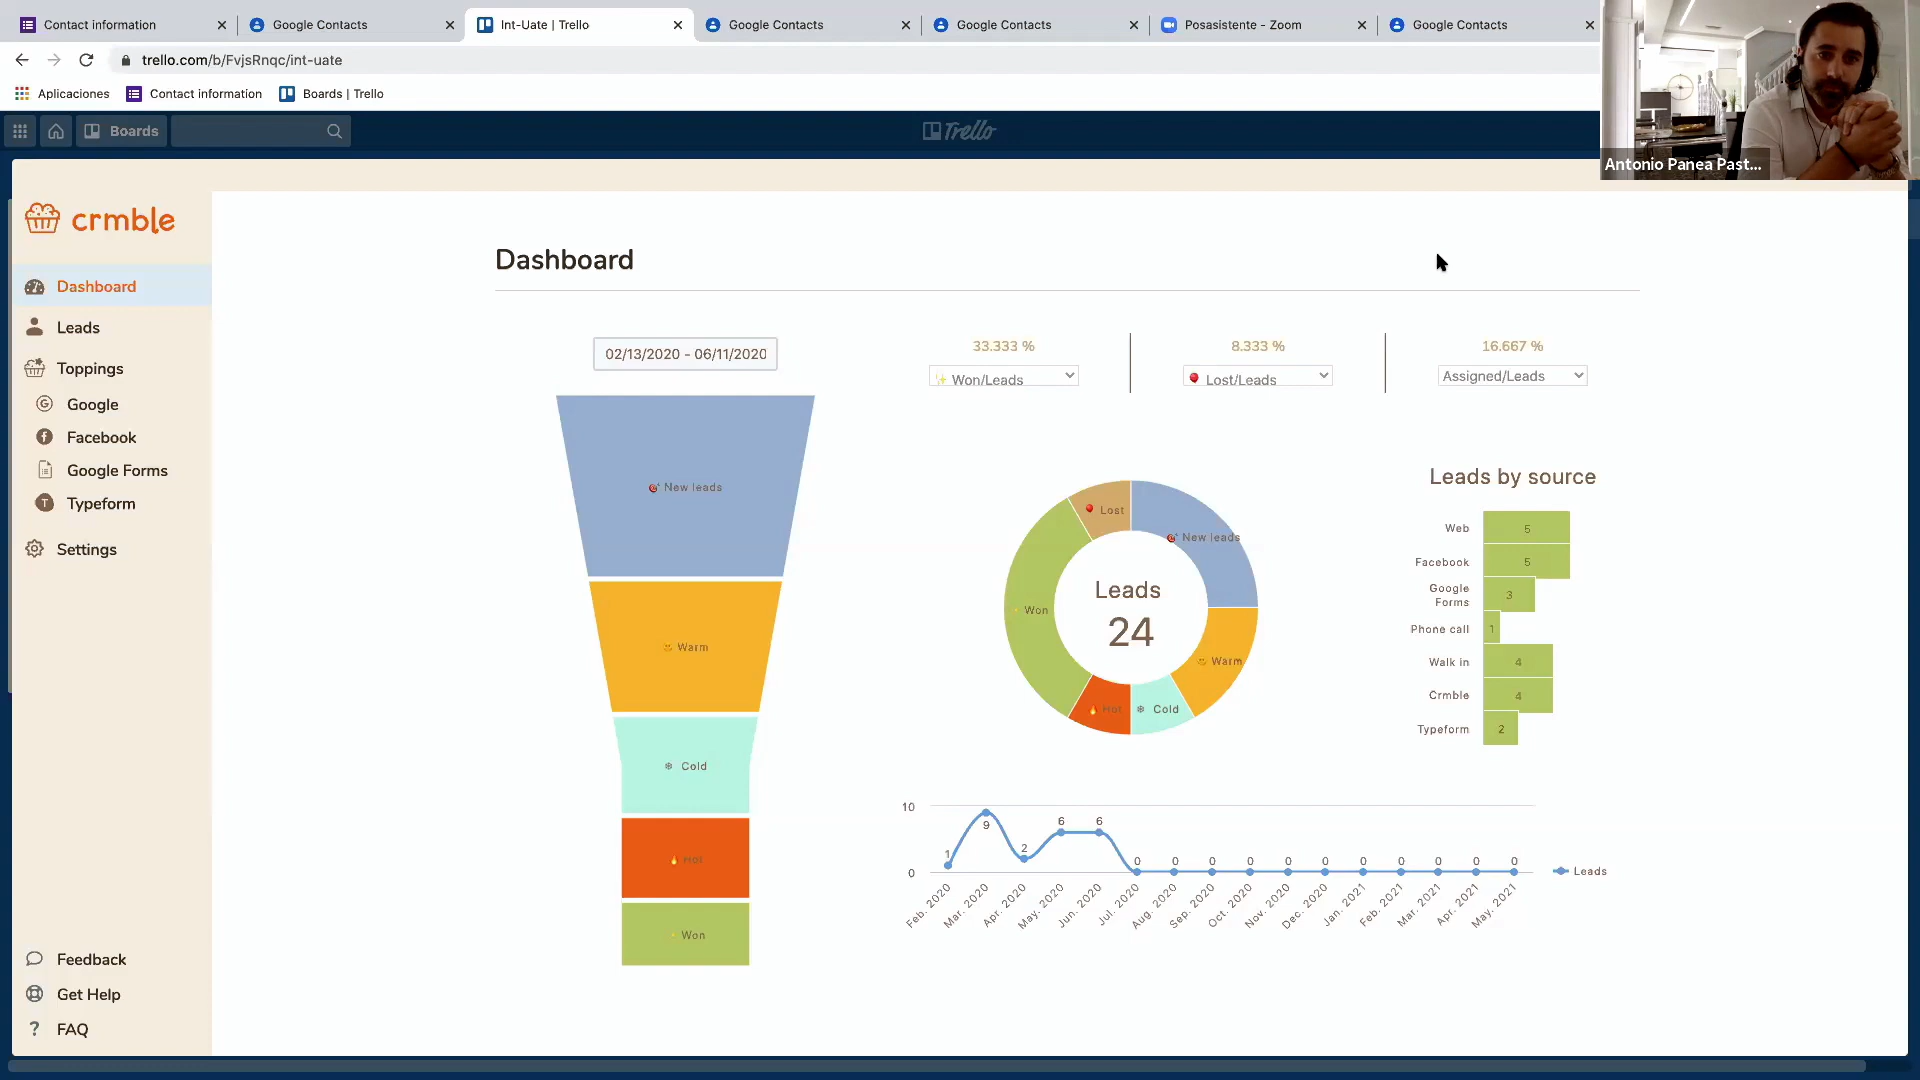 Contact information
Google Contacts
Int-Uate | Trello
Google Contacts
Google Contacts
Posasistente - Zoom
Google Contacts
trello.com/b/FvjsRnqc/int-uate
Aplicaciones
Contact information
Boards | Trello
Boards
Trello
Antonio Panea Past...
crmble
Dashboard
Leads
Toppings
Google
Facebook
Google Forms
Typeform
Settings
Feedback
Get Help
? FAQ
Dashboard
02/13/2020 - 06/11/2020
33.333 %
Won/Leads
8.333 %
Lost/Leads
16.667 %
Assigned/Leads
New leads
Warm
Cold
Hot
Won
Lost
New leads
Won
Warm
Hot
Cold
Leads
24
Leads by source
Web 5
Facebook 5
Google
Forms 3
Phone call 1
Walk in 4
Crmble 4
Typeform 2
10
0
1 9 2 6 6 0 0 0 0 0 0 0 0 0 0 0
Feb. 2020 Mar. 2020 Apr. 2020 May. 2020 Jun. 2020 Jul. 2020 Aug. 2020 Sep. 2020 Oct. 2020 Nov. 2020 Dec. 2020 Jan. 2021 Feb. 2021 Mar. 2021 Apr. 2021 May. 2021
Leads